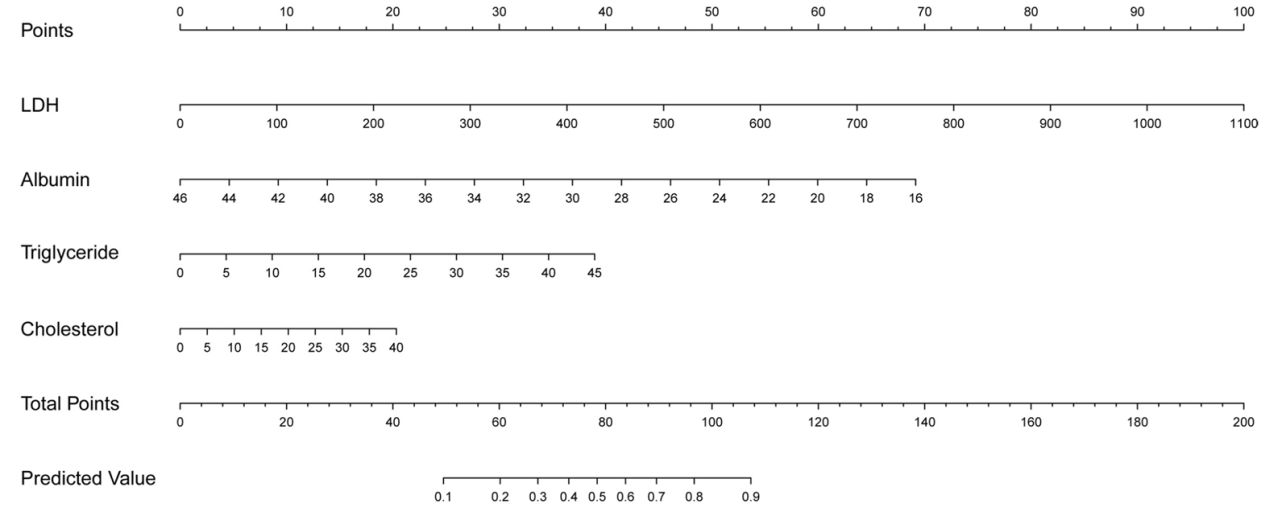 0 10 20 30 40 50 60 70 80 90 100
Points
LDH
0 100 200 300 400 500 600 700 800 900 1000 1100
Albumin
46 44 42 40 38 36 34 32 30 28 26 24 22 20 18 16
Triglyceride
0 5 10 15 20 25 30 35 40 45
Cholesterol
0 5 10 15 20 25 30 35 40
Total Points
0 20 40 60 80 100 120 140 160 180 200
Predicted Value
0.1 0.2 0.3 0.4 0.5 0.6 0.7 0.8 0.9